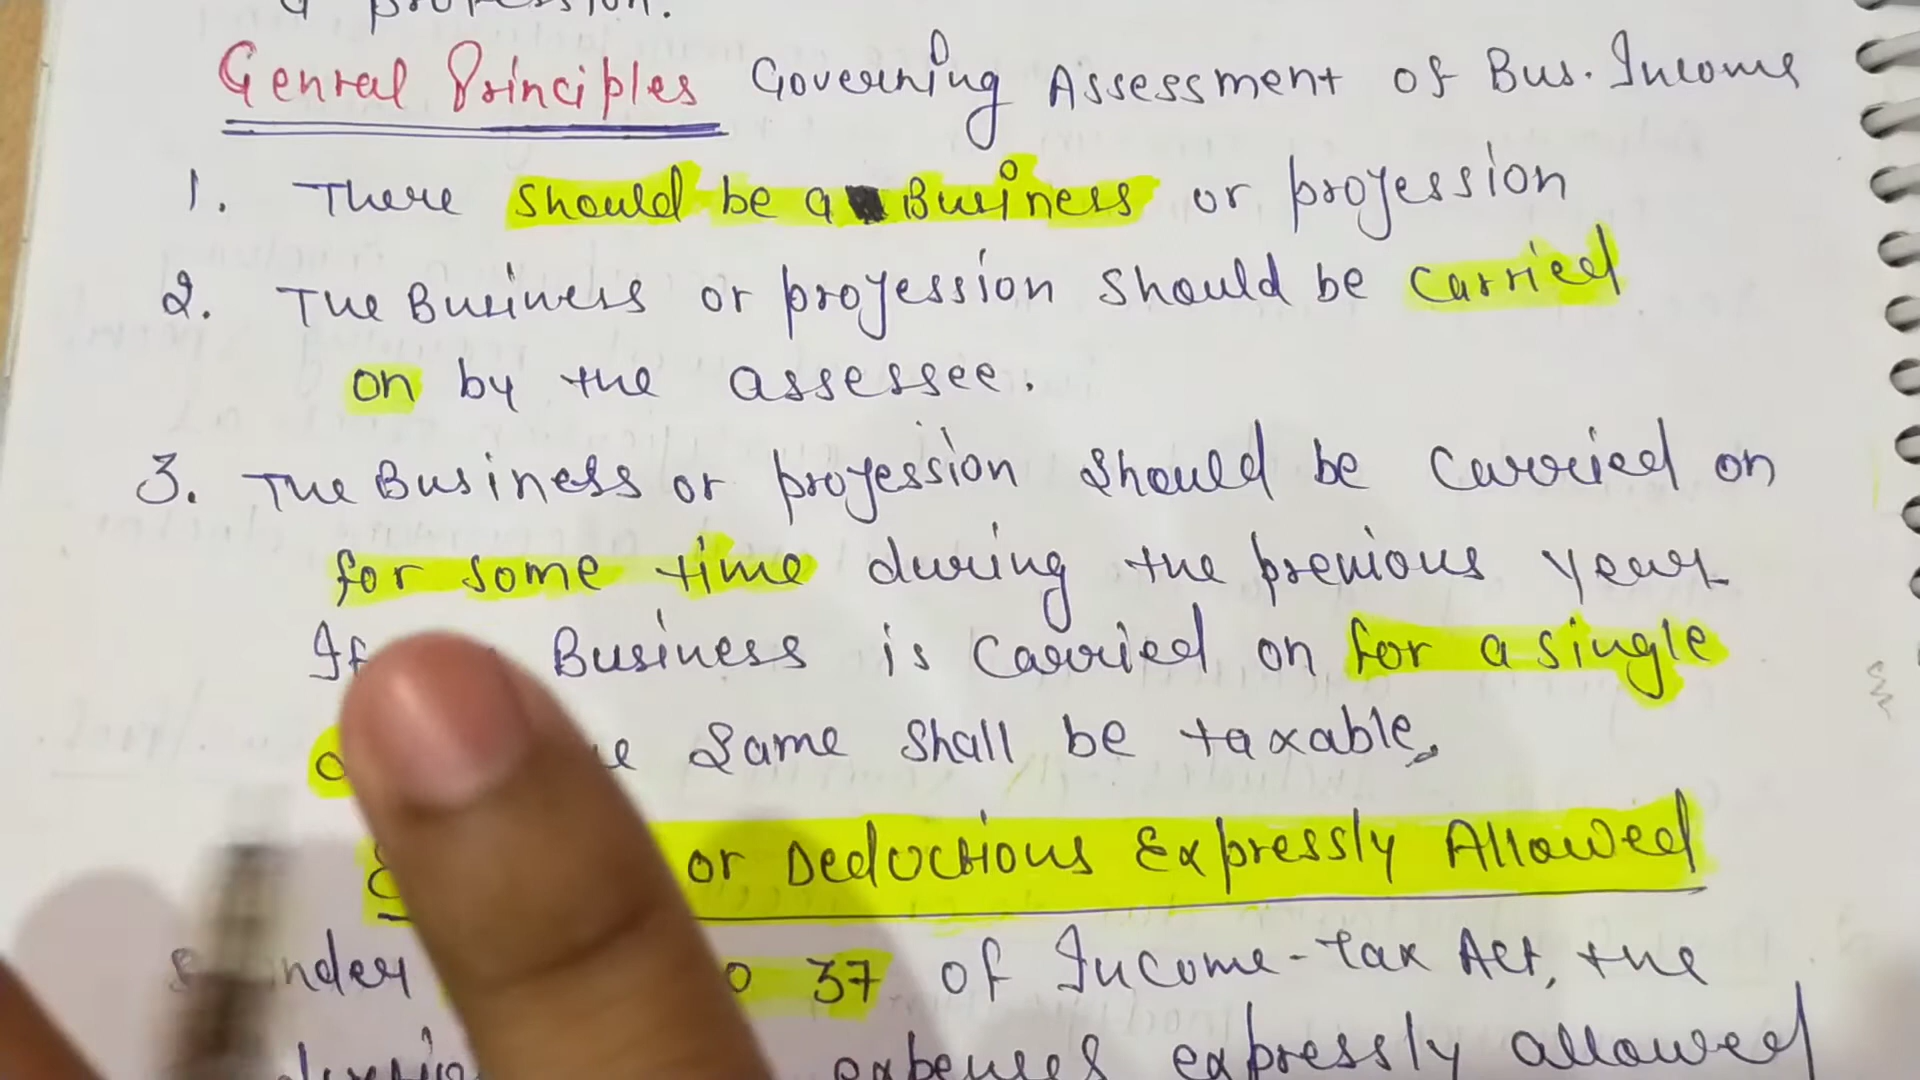 profession.
Genral Principles Governing Assessment of Bus. Income
1. There should be a Business or profession
2. The Business or profession should be carried
on by the assessee.
3. The Business or profession should be carried on
for some time during the previous year
If Business is carried on for a single
same shall be taxable.
or Deductions Expressly Allowed
37 of Income-tax Act, the
expenses expressly allowed